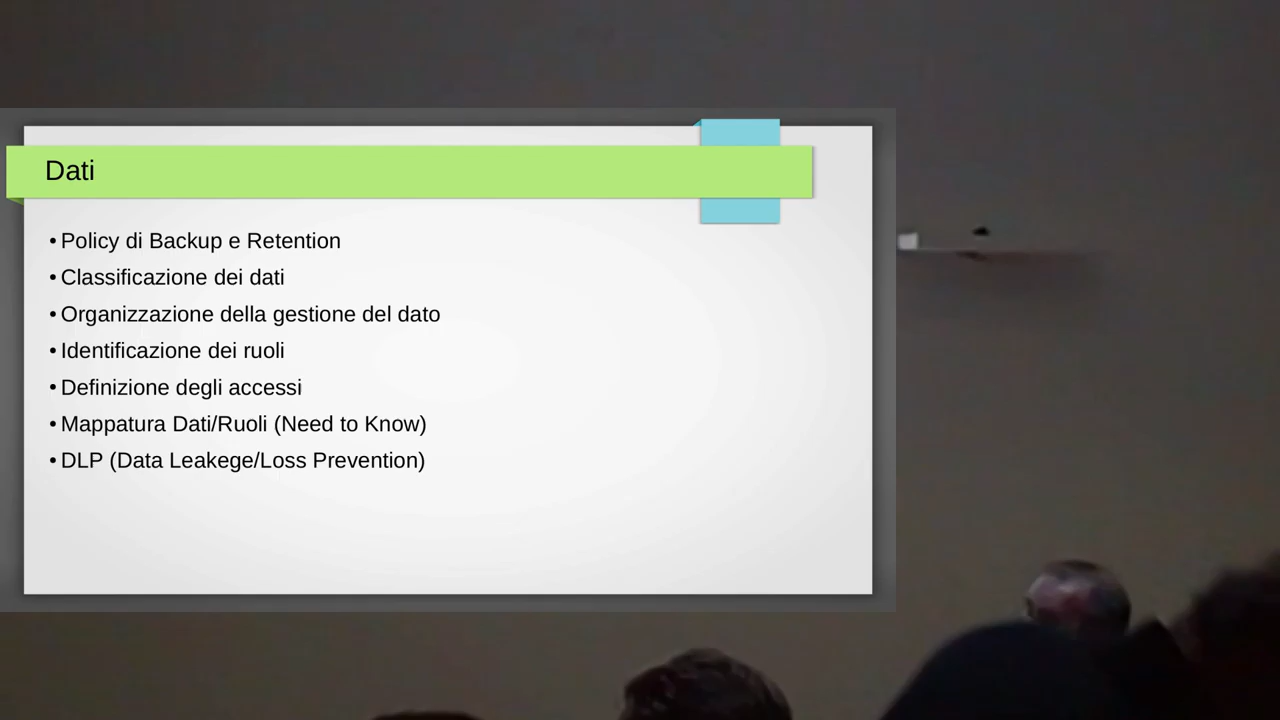 Dati
• Policy di Backup e Retention
• Classificazione dei dati
• Organizzazione della gestione del dato
• Identificazione dei ruoli
• Definizione degli accessi
• Mappatura Dati/Ruoli (Need to Know)
• DLP (Data Leakege/Loss Prevention)